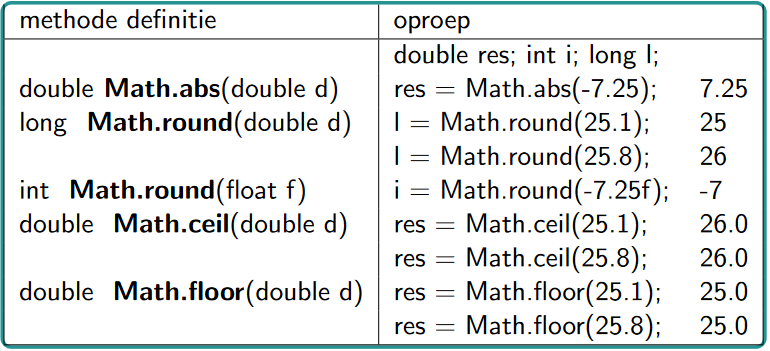 methode definitie oproep
double res; int i; long l;
double Math.abs(double d) res = Math.abs(-7.25); 7.25
long Math.round(double d) l = Math.round(25.1); 25
l = Math.round(25.8); 26
int Math.round(float f) i = Math.round(-7.25f); -7
double Math.ceil(double d) res = Math.ceil(25.1); 26.0
res = Math.ceil(25.8); 26.0
double Math.floor(double d) res = Math.floor(25.1); 25.0
res = Math.floor(25.8); 25.0